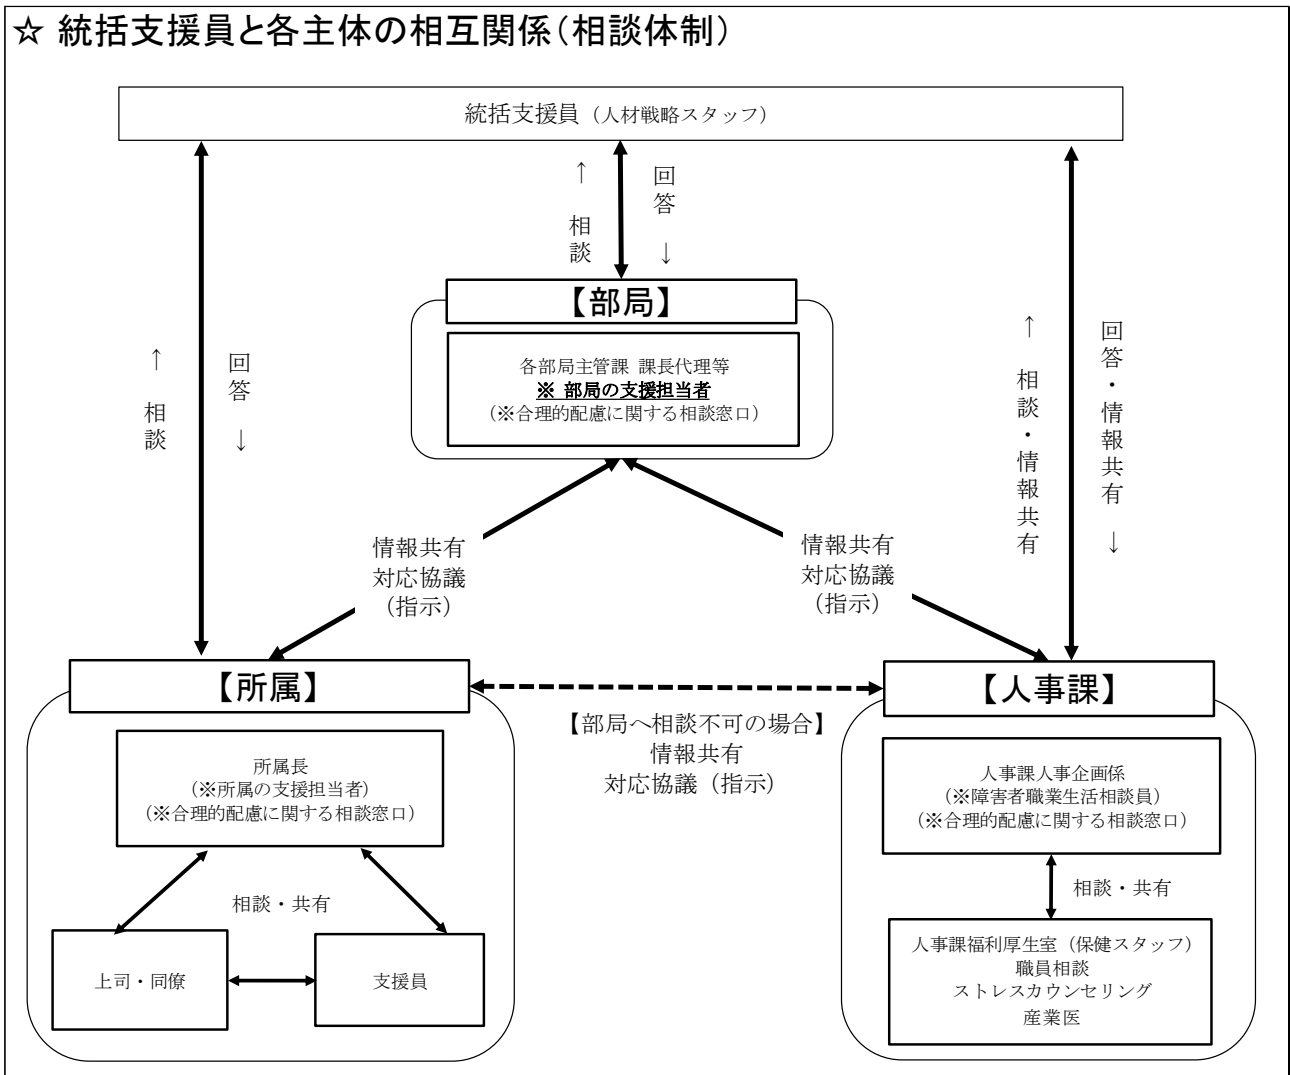 ☆ 統括支援員と各主体の相互関係（相談体制）
統括支援員（人材戦略スタッフ）
↑ 相談
回答 ↓
【部局】
各部局主管課 課長代理等
※ 部局の支援担当者
（※合理的配慮に関する相談窓口）
↑ 相談
回答 ↓
↑ 相談・情報共有
回答・情報共有 ↓
情報共有
対応協議
（指示）
情報共有
対応協議
（指示）
【所属】
【人事課】
【部局へ相談不可の場合】
情報共有
対応協議（指示）
所属長
（※所属の支援担当者）
（※合理的配慮に関する相談窓口）
相談・共有
上司・同僚
支援員
人事課人事企画係
（※障害者職業生活相談員）
（※合理的配慮に関する相談窓口）
相談・共有
人事課福利厚生室（保健スタッフ）
職員相談
ストレスカウンセリング
産業医